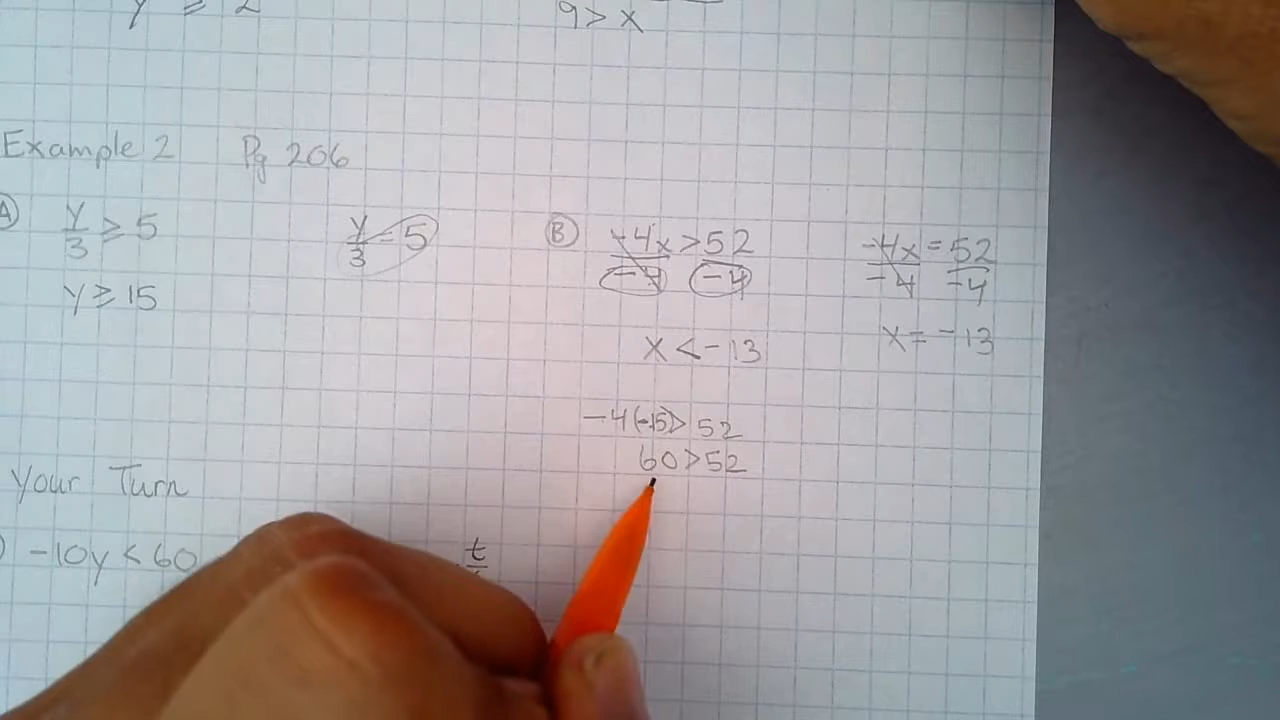 y ≥ 2
9 > x
Example 2 Pg 206
A y/3 ≥ 5
y ≥ 15
y/3 = 5
B -4x > 52
-4 -4
x < -13
-4(-15) > 52
60 > 52
-4x = 52
-4 -4
x = -13
Your Turn
) -10y < 60
t